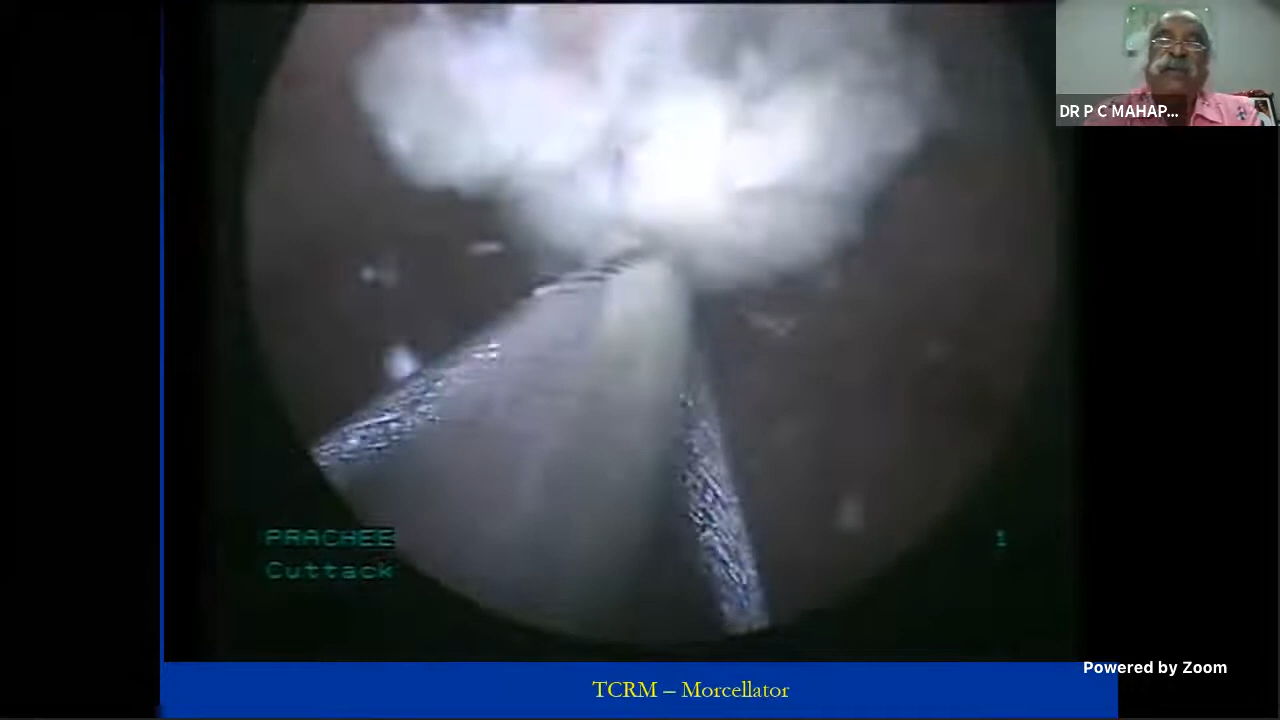 DR P C MAHAP...
PRACHEE
1
Cuttack
Powered by Zoom
TCRM – Morcellator